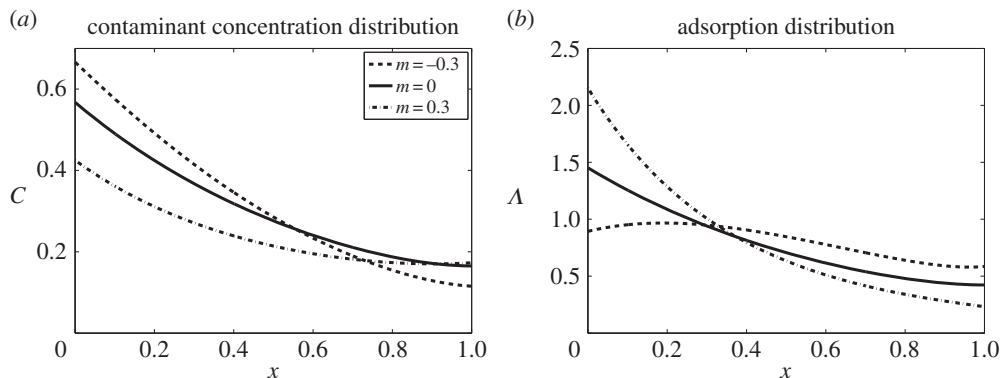 (a) contaminant concentration distribution
0.6
0.4
0.2
C
m = –0.3
m = 0
m = 0.3
0 0.2 0.4 0.6 0.8 1.0
x
(b) adsorption distribution
2.5
2.0
1.5
1.0
0.5
Λ
0 0.2 0.4 0.6 0.8 1.0
x